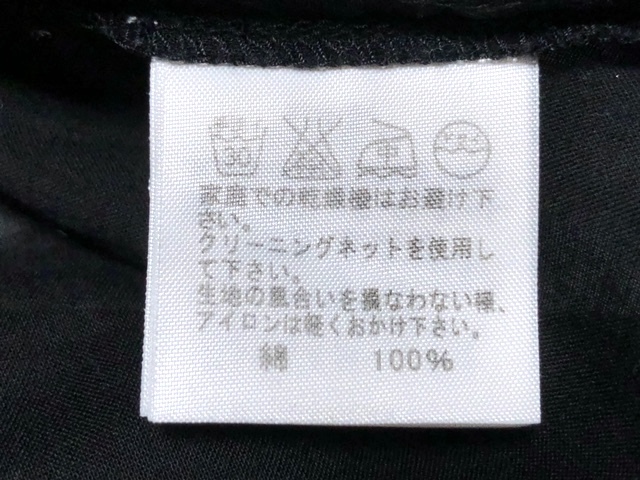 30 中
家庭での乾燥機はお避け下
さい。
クリーニングネットを使用し
て下さい。
生地の風合いを損なわない様、
アイロンは軽くおかけ下さい。
綿 100%